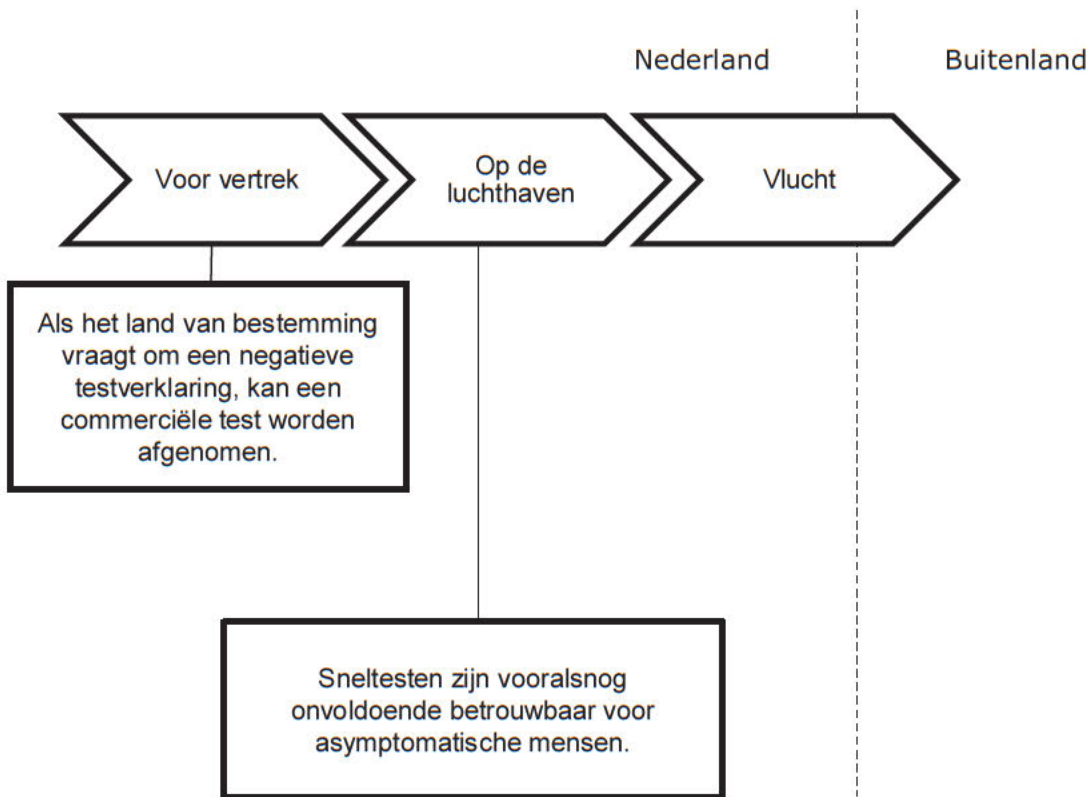 Nederland
Buitenland
Voor vertrek
Op de
luchthaven
Vlucht
Als het land van bestemming
vraagt om een negatieve
testverklaring, kan een
commerciële test worden
afgenomen.
Sneltesten zijn vooralsnog
onvoldoende betrouwbaar voor
asymptomatische mensen.